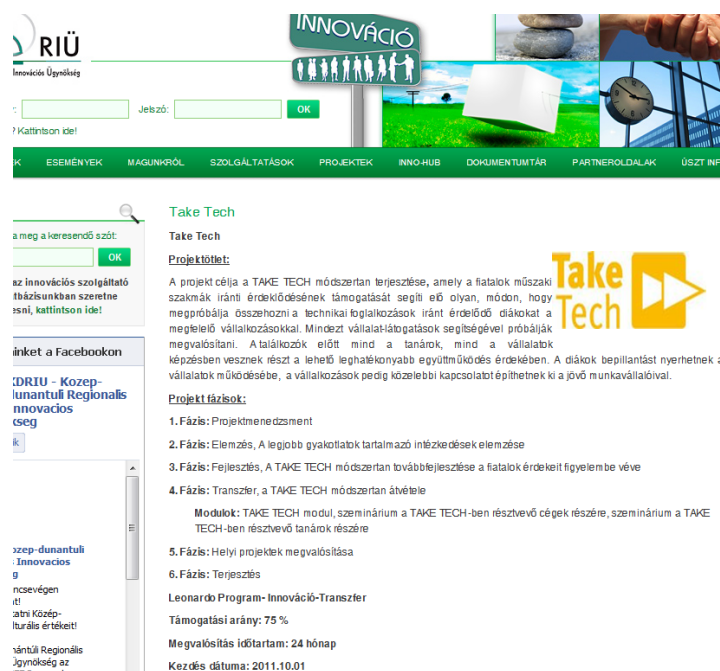 INNOVÁCIÓ
RIÜ
Innovációs Ügynökség
Jelszó:
OK
? Kattintson ide!
ESEMÉNYEK MAGUNKRÓL SZOLGÁLTATÁSOK PROJEKTEK INNO-HUB DOKUMENTUMTÁR PARTNEROLDALAK ÚSZT INF
a meg a keresendő szót:
OK
az innovációs szolgáltató
tbázisunkban szeretne
esni, kattintson ide!
inket a Facebookon
KDRIU - Kozep-
dunantuli Regionalis
nnovacios
kseg
ik
ozep-dunantuli
Innovacios
g
ncsevégen
at!
atni Közép-
lturális értékeit!
nántúli Regionális
Ügynökség az
Take Tech
Take Tech
Projektötlet:
A projekt célja a TAKE TECH módszertan terjesztése, amely a fiatalok műszaki
szakmák iránti érdeklődésének támogatását segíti elő olyan, módon, hogy
megpróbálja összehozni a technikai foglalkozások iránt érdelődő diákokat a
megfelelő vállalkozásokkal. Mindezt vállalat-látogatások segítségével próbálják
megvalósítani. A találkozók előtt mind a tanárok, mind a vállalatok
képzésben vesznek részt a lehető leghatékonyabb együttműködés érdekében. A diákok bepillantást nyerhetnek a
vállalatok működésébe, a vállalkozások pedig közelebbi kapcsolatot építhetnek ki a jövő munkavállalóival.
Take
Tech
Projekt fázisok:
1. Fázis: Projektmenedzsment
2. Fázis: Elemzés, A legjobb gyakotlatok tartalmazó intézkedések elemzése
3. Fázis: Fejlesztés, A TAKE TECH módszertan továbbfejlesztése a fiatalok érdekeit figyelembe véve
4. Fázis: Transzfer, a TAKE TECH módszertan átvétele
Modulok: TAKE TECH modul, szeminárium a TAKE TECH-ben résztvevő cégek részére, szeminárium a TAKE
TECH-ben résztvevő tanárok részére
5. Fázis: Helyi projektek megvalósítása
6. Fázis: Terjesztés
Leonardo Program- Innováció-Transzfer
Támogatási arány: 75 %
Megvalósítás időtartam: 24 hónap
Kezdés dátuma: 2011.10.01